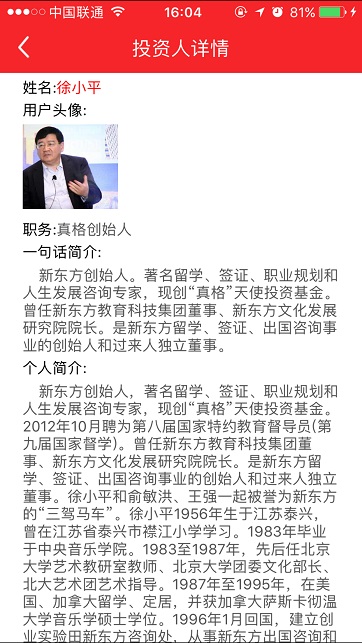 中国联通 16:04 81%
投资人详情
姓名:徐小平
用户头像:
职务:真格创始人
一句话简介:
新东方创始人。著名留学、签证、职业规划和
人生发展咨询专家，现创“真格”天使投资基金。
曾任新东方教育科技集团董事、新东方文化发展
研究院院长。是新东方留学、签证、出国咨询事
业的创始人和过来人独立董事。
个人简介:
新东方创始人，著名留学、签证、职业规划和
人生发展咨询专家，现创“真格”天使投资基金。
2012年10月聘为第八届国家特约教育督导员(第
九届国家督学)。曾任新东方教育科技集团董
事、新东方文化发展研究院院长。是新东方留
学、签证、出国咨询事业的创始人和过来人独立
董事。徐小平和俞敏洪、王强一起被誉为新东方
的“三驾马车”。徐小平1956年生于江苏泰兴，
曾在江苏省泰兴市襟江小学学习。1983年毕业
于中央音乐学院。1983至1987年，先后任北京
大学艺术教研室教师、北京大学团委文化部长、
北大艺术团艺术指导。1987年至1995年，在美
国、加拿大留学、定居，并获加拿大萨斯卡彻温
大学音乐学硕士学位。1996年1月回国，建立创
业实验田新东方咨询处，从事新东方出国咨询和